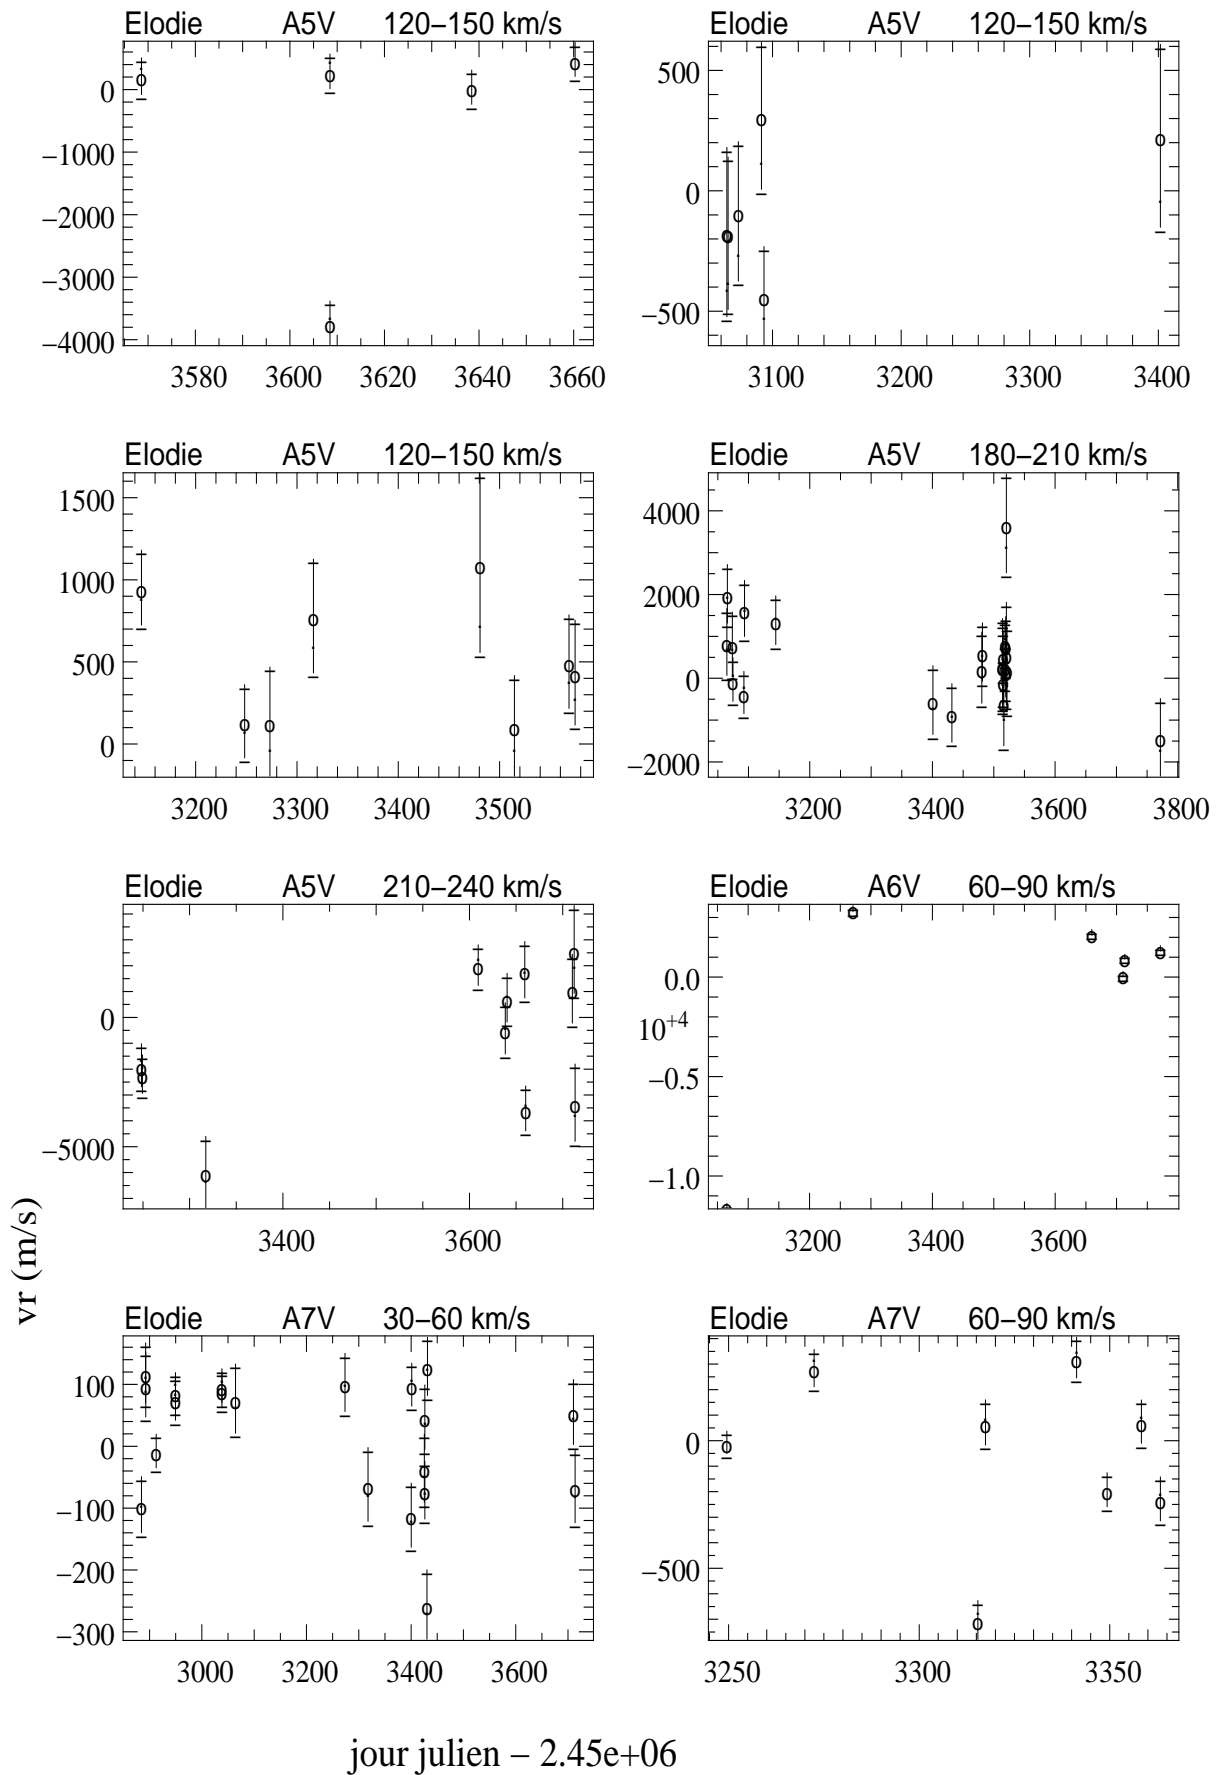 Elodie A5V 120−150 km/s
0
−1000
−2000
−3000
−4000
3580 3600 3620 3640 3660
Elodie A5V 120−150 km/s
500
0
−500
3100 3200 3300 3400
Elodie A5V 120−150 km/s
1500
1000
500
0
3200 3300 3400 3500
Elodie A5V 180−210 km/s
4000
2000
0
−2000
3200 3400 3600 3800
Elodie A5V 210−240 km/s
0
−5000
3400 3600
Elodie A6V 60−90 km/s
0.0
10+4
−0.5
−1.0
3200 3400 3600
Elodie A7V 30−60 km/s
100
0
−100
−200
−300
3000 3200 3400 3600
Elodie A7V 60−90 km/s
0
−500
3250 3300 3350
vr (m/s)
jour julien − 2.45e+06